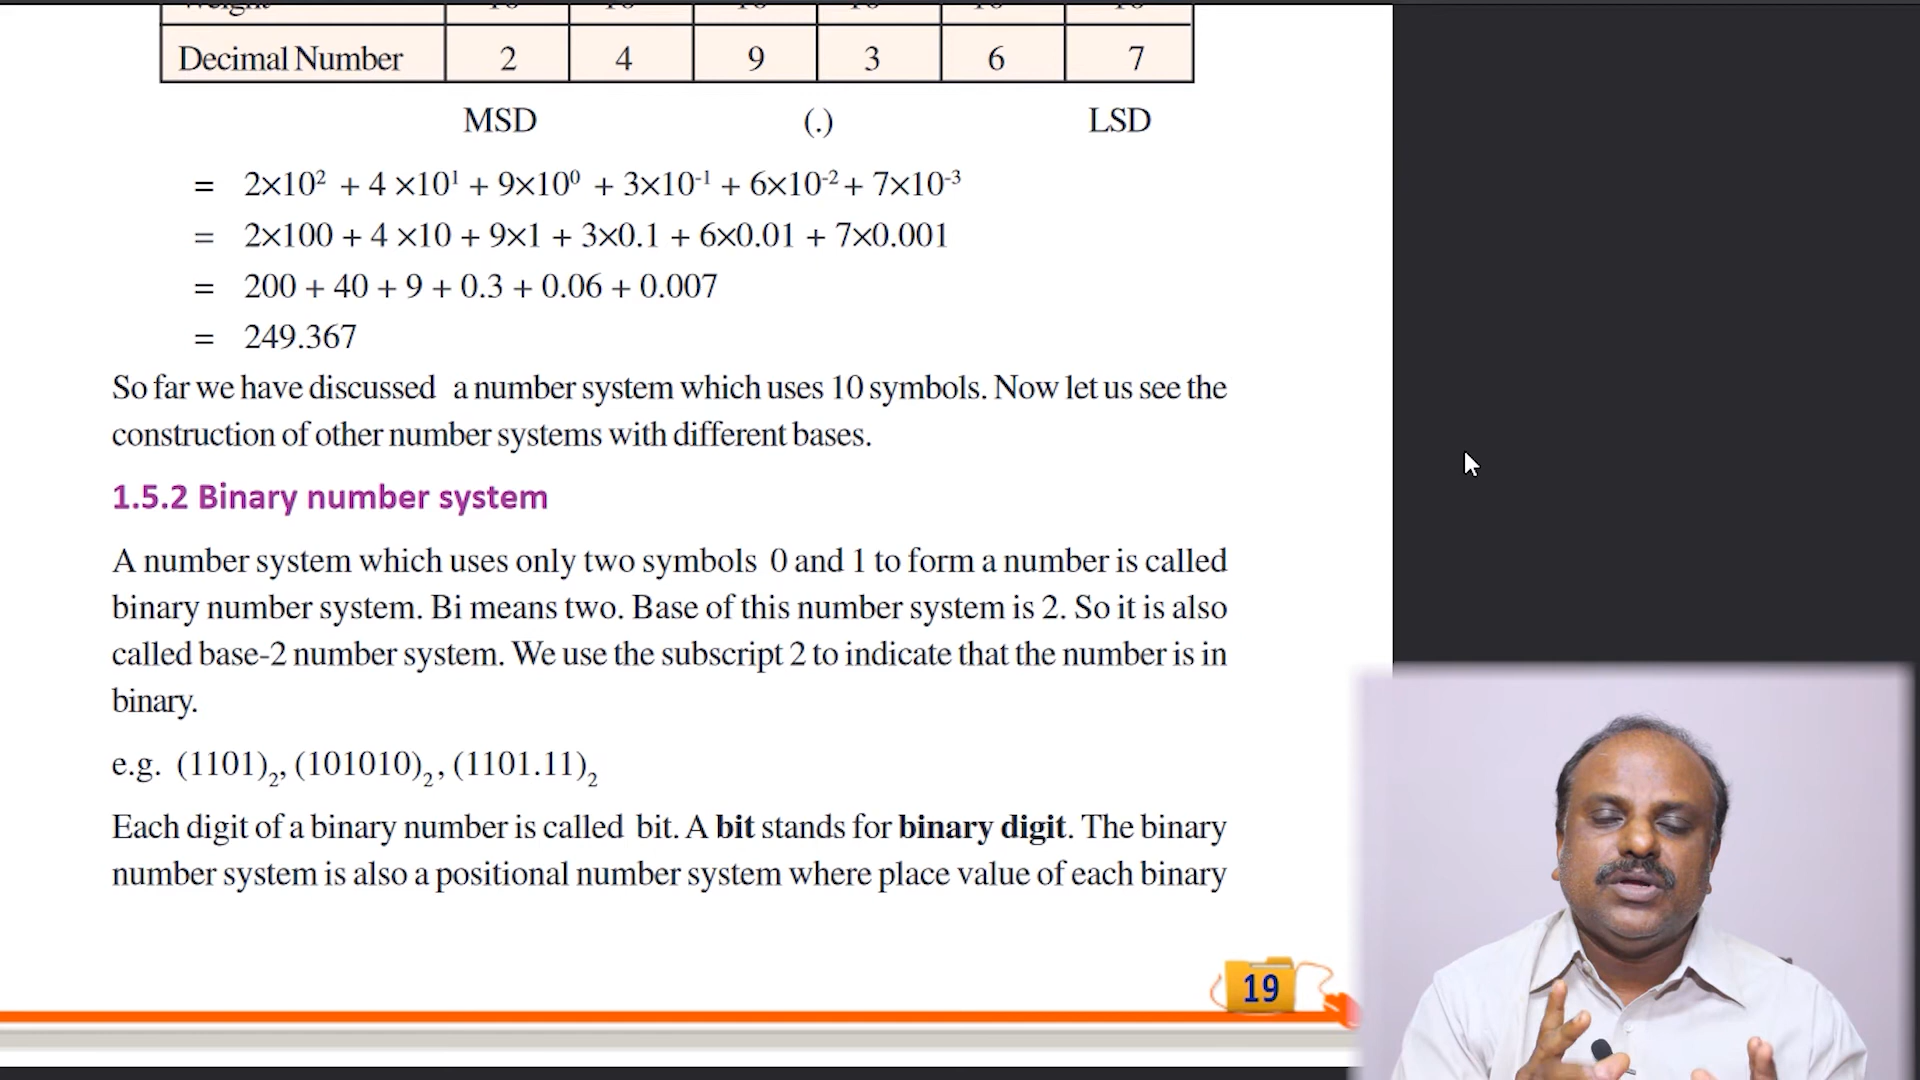 Decimal Number 2 4 9 3 6 7
MSD (.) LSD
= 2×10² + 4 ×10¹ + 9×10⁰ + 3×10⁻¹ + 6×10⁻² + 7×10⁻³
= 2×100 + 4 ×10 + 9×1 + 3×0.1 + 6×0.01 + 7×0.001
= 200 + 40 + 9 + 0.3 + 0.06 + 0.007
= 249.367
So far we have discussed a number system which uses 10 symbols. Now let us see the
construction of other number systems with different bases.
1.5.2 Binary number system
A number system which uses only two symbols 0 and 1 to form a number is called
binary number system. Bi means two. Base of this number system is 2. So it is also
called base-2 number system. We use the subscript 2 to indicate that the number is in
binary.
e.g. (1101)₂, (101010)₂, (1101.11)₂
Each digit of a binary number is called bit. A bit stands for binary digit. The binary
number system is also a positional number system where place value of each binary
19